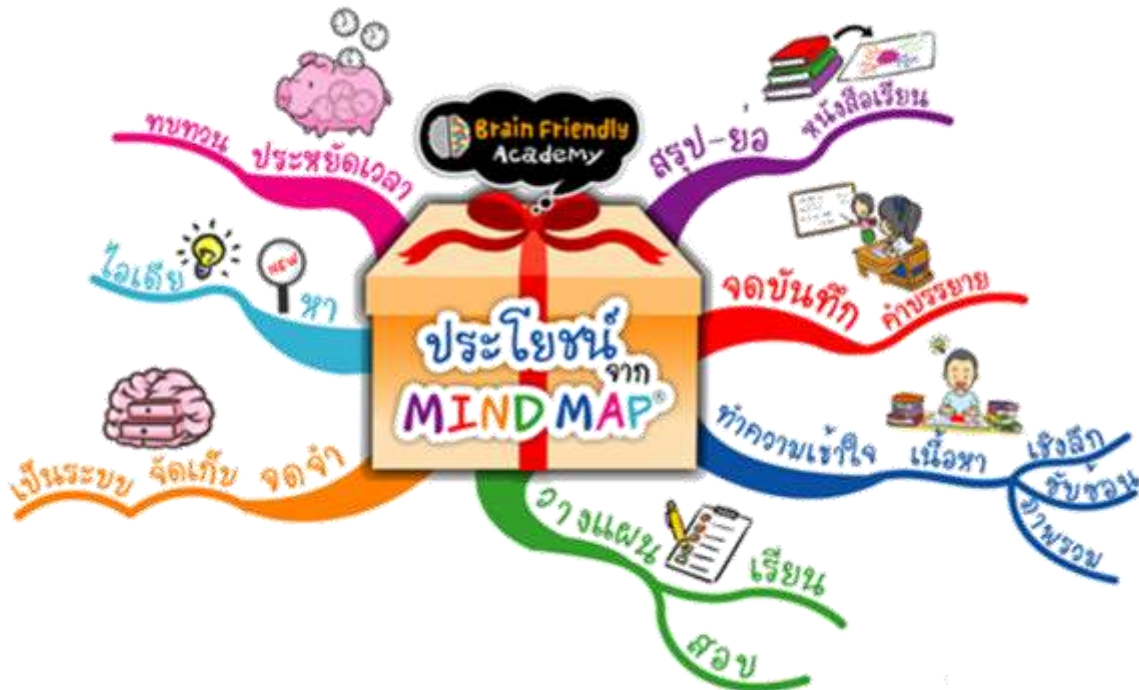 Brain Friendly
Academy
ประโยชน์
จาก
MIND MAP®
สรุป-ย่อ หนังสือเรียน
จดบันทึก คำบรรยาย
ทำความเข้าใจ เนื้อหา เชิงลึก
ซับซ้อน
ภาพรวม
วางแผน เรียน
สอบ
จดจำ จัดเก็บ เป็นระบบ
หา ไอเดีย
NEW
ประหยัดเวลา ทบทวน